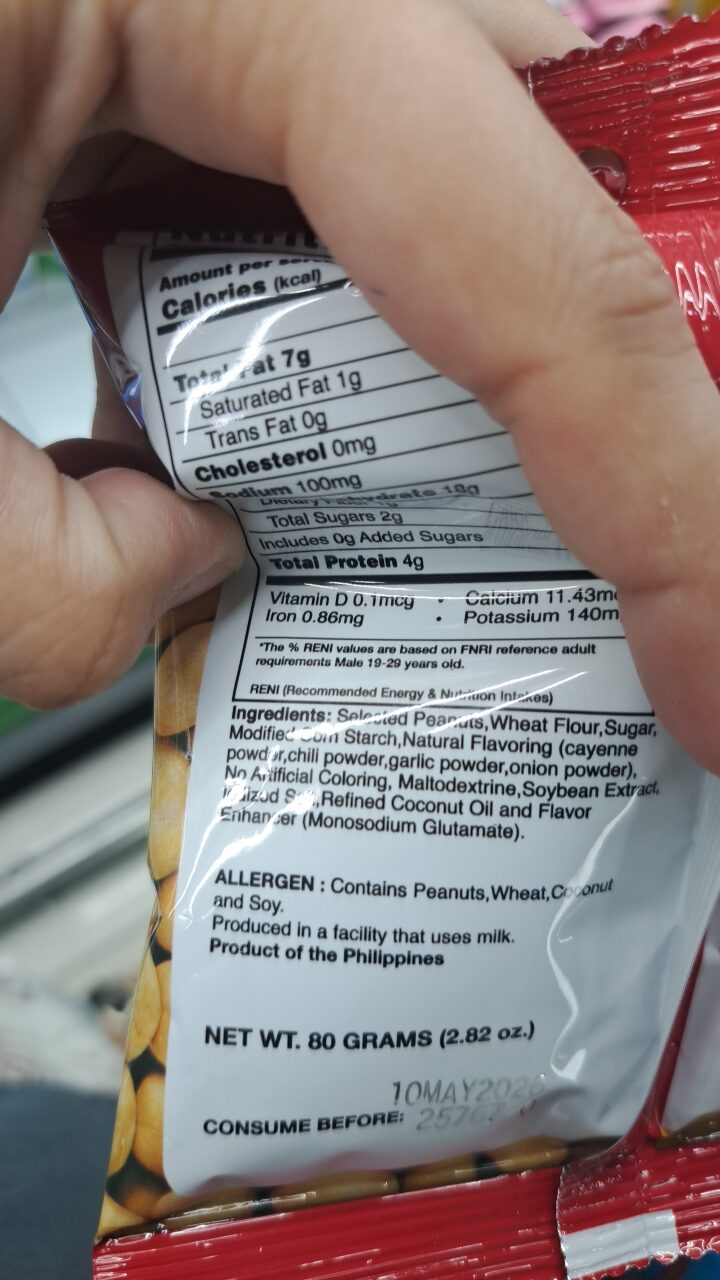 Amount per
Calories (kcal)
Total Fat 7g
Saturated Fat 1g
Trans Fat 0g
Cholesterol 0mg
Sodium 100mg
18g
Total Sugars 2g
Includes 0g Added Sugars
Total Protein 4g
Vitamin D 0.1mcg • Calcium 11.43m
Iron 0.86mg • Potassium 140m
*The % RENI values are based on FNRI reference adult
requirements Male 19-29 years old.
RENI (Recommended Energy & Nutrition Intakes)
Ingredients: Selected Peanuts,Wheat Flour,Sugar,
Modified Corn Starch,Natural Flavoring (cayenne
powder,chili powder,garlic powder,onion powder),
No Artificial Coloring, Maltodextrine,Soybean Extract,
Iodized Salt,Refined Coconut Oil and Flavor
Enhancer (Monosodium Glutamate).
ALLERGEN : Contains Peanuts,Wheat,Coconut
and Soy.
Produced in a facility that uses milk.
Product of the Philippines
NET WT. 80 GRAMS (2.82 oz.)
10MAY2026
CONSUME BEFORE: